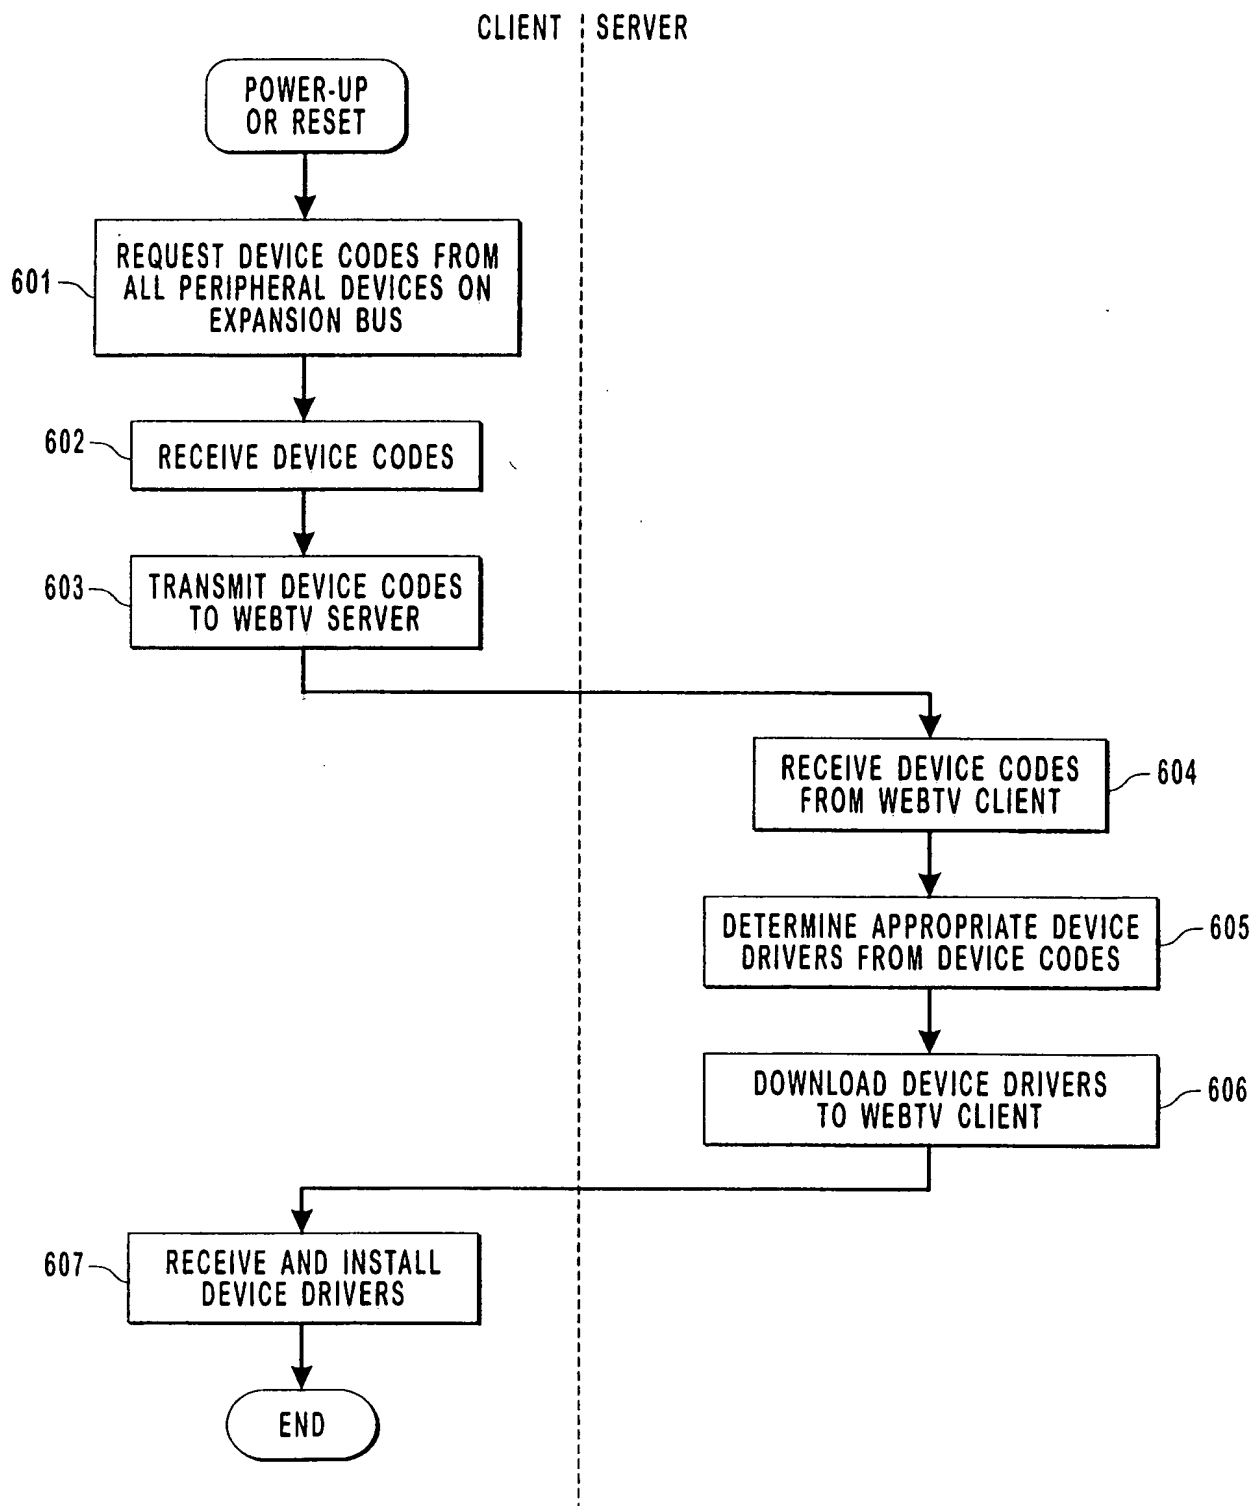 CLIENT SERVER
POWER-UP
OR RESET
601
REQUEST DEVICE CODES FROM
ALL PERIPHERAL DEVICES ON
EXPANSION BUS
602
RECEIVE DEVICE CODES
603
TRANSMIT DEVICE CODES
TO WEBTV SERVER
RECEIVE DEVICE CODES
FROM WEBTV CLIENT
604
DETERMINE APPROPRIATE DEVICE
DRIVERS FROM DEVICE CODES
605
DOWNLOAD DEVICE DRIVERS
TO WEBTV CLIENT
606
607
RECEIVE AND INSTALL
DEVICE DRIVERS
END